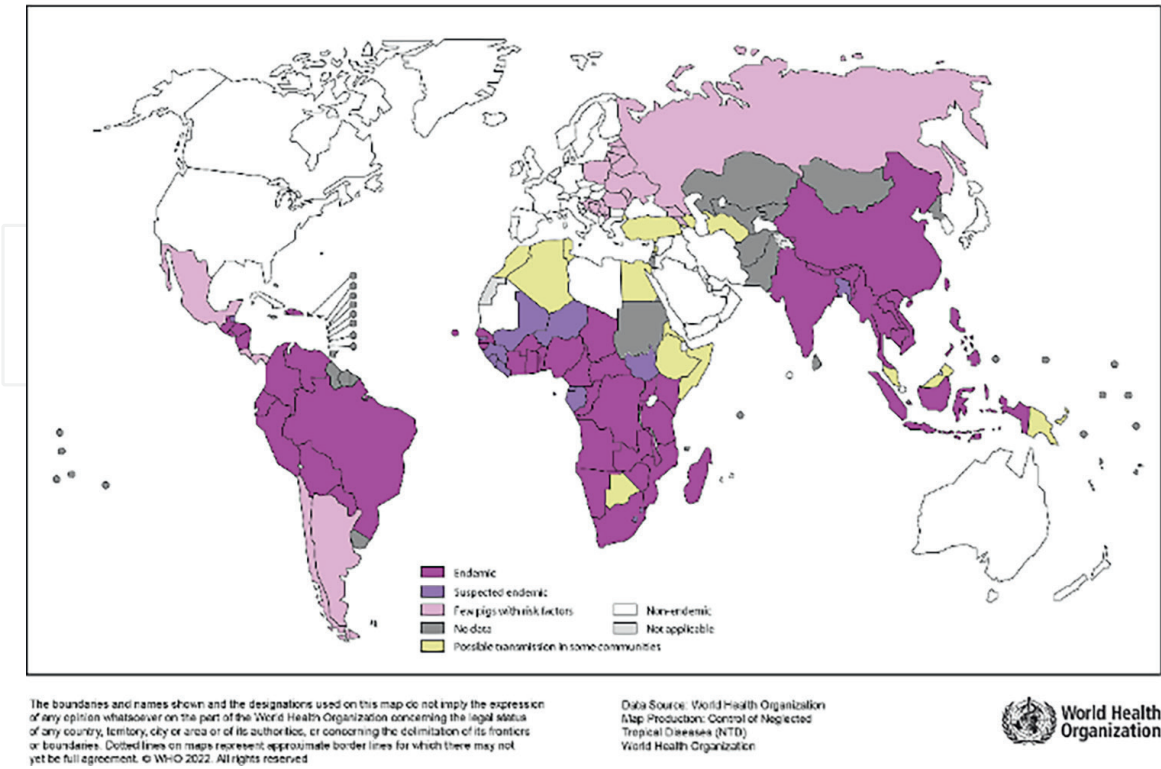 Endemic
Suspected endemic
Few pigs with risk factors
No data
Possible transmission in some communities
Non-endemic
Not applicable
The boundaries and names shown and the designations used on this map do not imply the expression
of any opinion whatsoever on the part of the World Health Organization concerning the legal status
of any country, territory, city or area or of its authorities, or concerning the delimitation of its frontiers
or boundaries. Dotted lines on maps represent approximate border lines for which there may not
yet be full agreement. © WHO 2022. All rights reserved
Data Source: World Health Organization
Map Production: Control of Neglected
Tropical Diseases (NTD)
World Health Organization
World Health
Organization